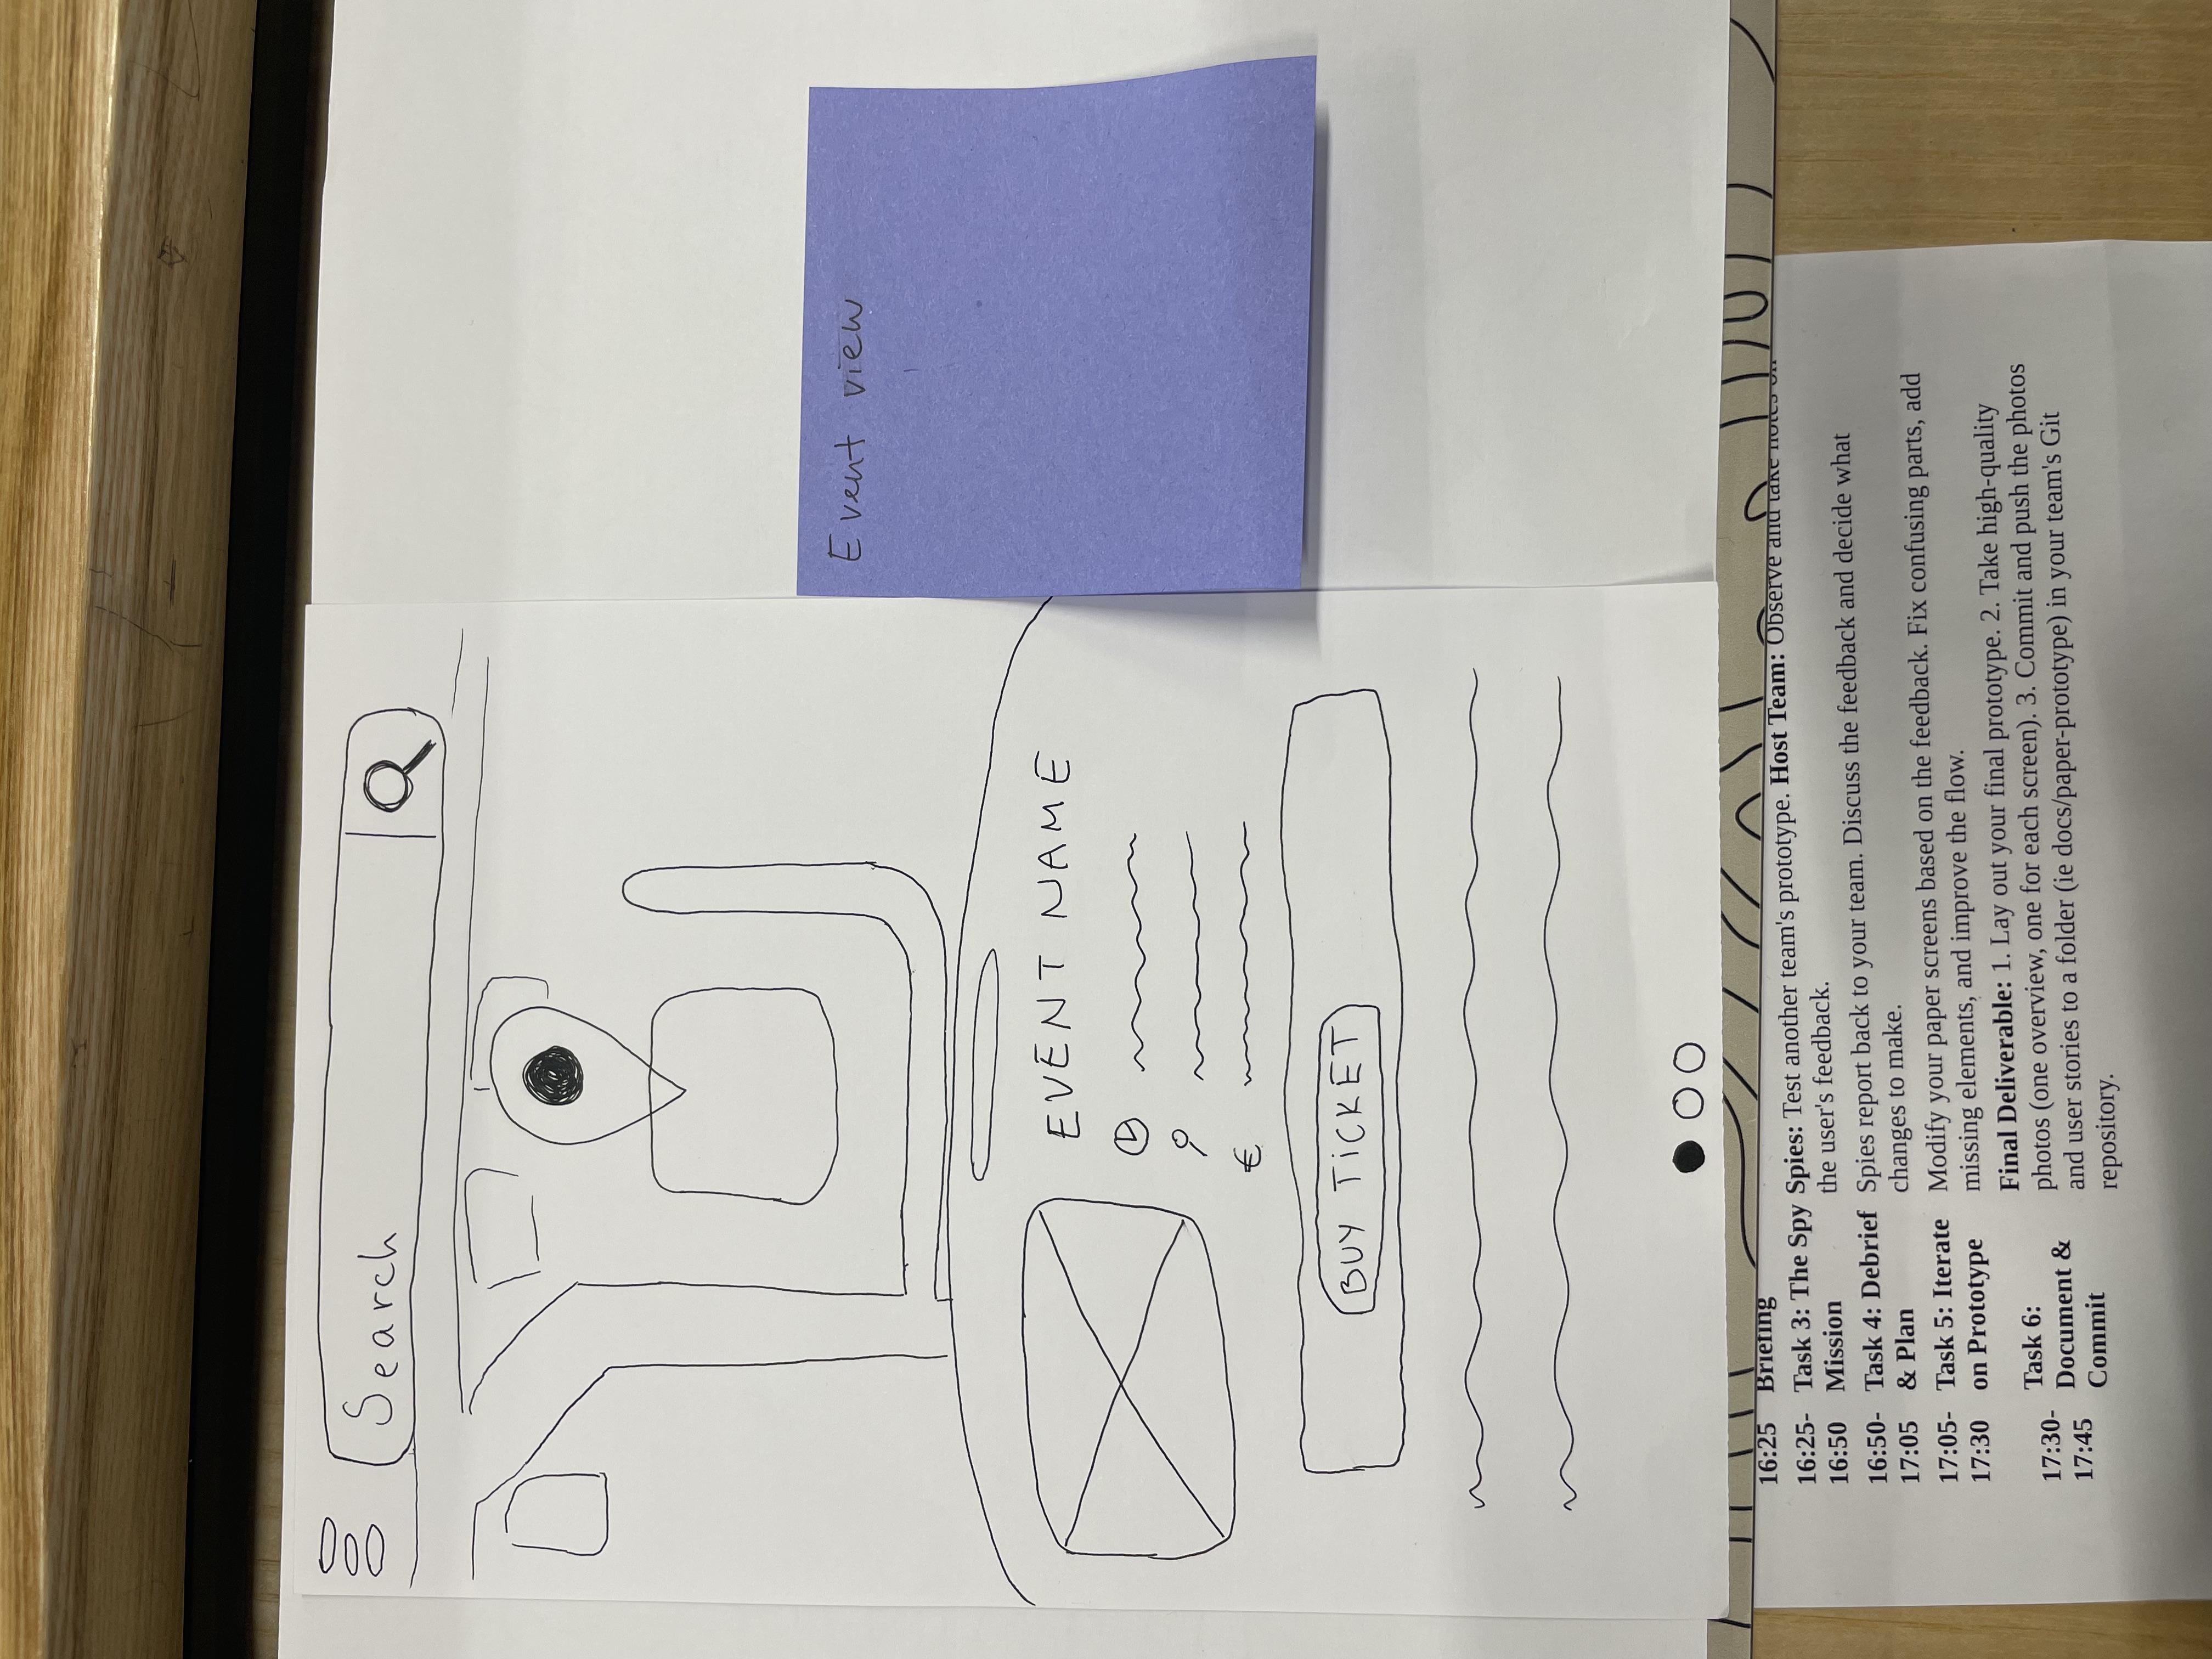 Search
Event view
EVENT NAME
€
BUY TiCKET
16:25 Briefing
16:25- Task 3: The Spy Spies: Test another team's prototype. Host Team: Observe and take notes on
16:50 Mission the user's feedback.
16:50- Task 4: Debrief Spies report back to your team. Discuss the feedback and decide what
17:05 & Plan changes to make.
17:05- Task 5: Iterate Modify your paper screens based on the feedback. Fix confusing parts, add
17:30 on Prototype missing elements, and improve the flow.
Task 6: Final Deliverable: 1. Lay out your final prototype. 2. Take high-quality
17:30- Document & photos (one overview, one for each screen). 3. Commit and push the photos
17:45 Commit and user stories to a folder (ie docs/paper-prototype) in your team's Git
repository.